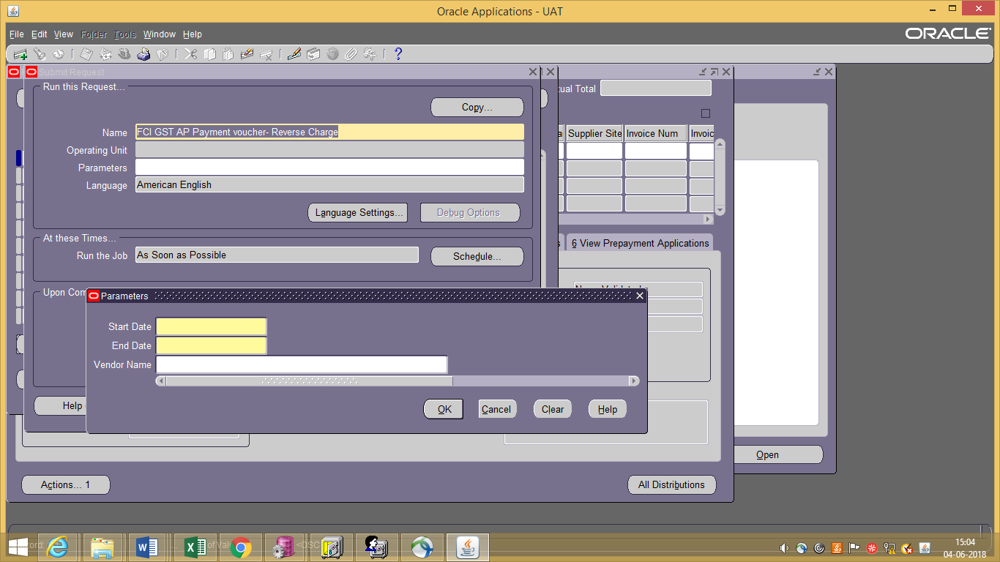 Oracle Applications - UAT
File Edit View Folder Tools Window Help
ORACLE
Submit Request
Run this Request...
Copy...
Name FCI GST AP Payment voucher- Reverse Charge
Operating Unit
Parameters
Language American English
Language Settings... Debug Options
At these Times...
Run the Job As Soon as Possible Schedule...
Upon Com
Help
tual Total
Supplier Site Invoice Num Invoic
6 View Prepayment Applications
Parameters
Start Date
End Date
Vendor Name
OK Cancel Clear Help
Open
Actions... 1 All Distributions
of Val <OSC
15:04
04-06-2018